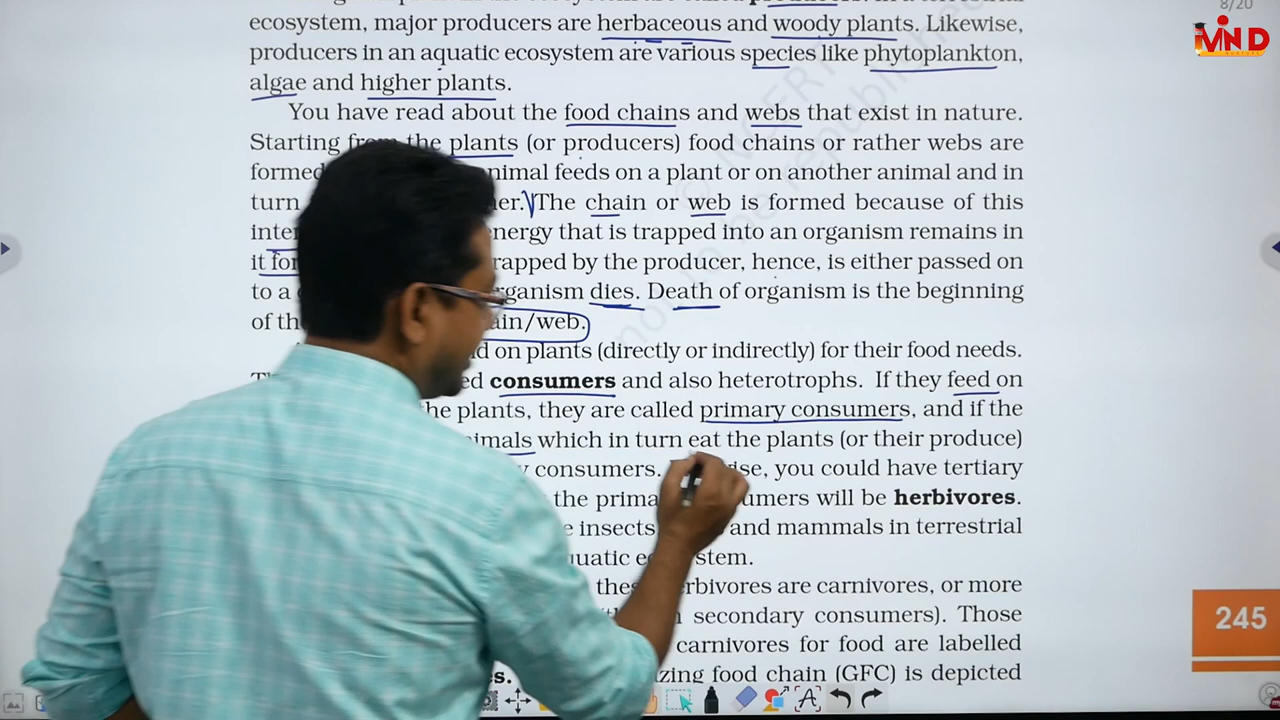 8/20
MIND
ecosystem, major producers are herbaceous and woody plants. Likewise,
producers in an aquatic ecosystem are various species like phytoplankton,
algae and higher plants.
You have read about the food chains and webs that exist in nature.
Starting from the plants (or producers) food chains or rather webs are
formed nimal feeds on a plant or on another animal and in
turn er. The chain or web is formed because of this
inter energy that is trapped into an organism remains in
it for rapped by the producer, hence, is either passed on
to a rganism dies. Death of organism is the beginning
of th ain/web.
d on plants (directly or indirectly) for their food needs.
ed consumers and also heterotrophs. If they feed on
he plants, they are called primary consumers, and if the
imals which in turn eat the plants (or their produce)
y consumers. ise, you could have tertiary
the prima umers will be herbivores.
e insects and mammals in terrestrial
uatic e stem.
thes rbivores are carnivores, or more
secondary consumers). Those
carnivores for food are labelled
s. zing food chain (GFC) is depicted
245